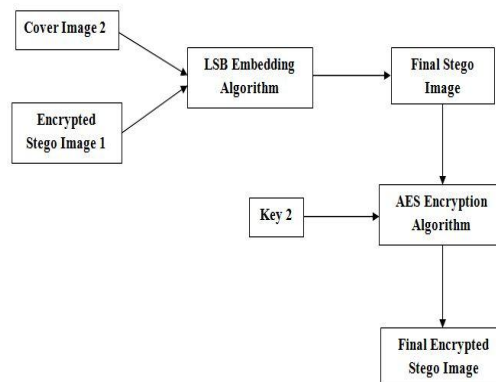 Cover Image 2
LSB Embedding
Algorithm
Final Stego
Image
Encrypted
Stego Image 1
Key 2
AES Encryption
Algorithm
Final Encrypted
Stego Image